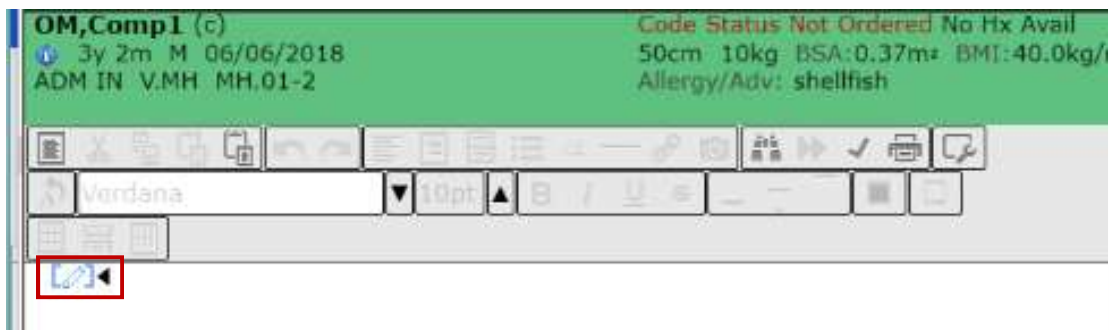 OM,Comp1 (c)
Code Status Not Ordered No Hx Avail
3y 2m M 06/06/2018
50cm 10kg BSA:0.37m² BMI:40.0kg/
ADM IN V.MH MH.01-2
Allergy/Adv: shellfish
Verdana
10pt
B I U S